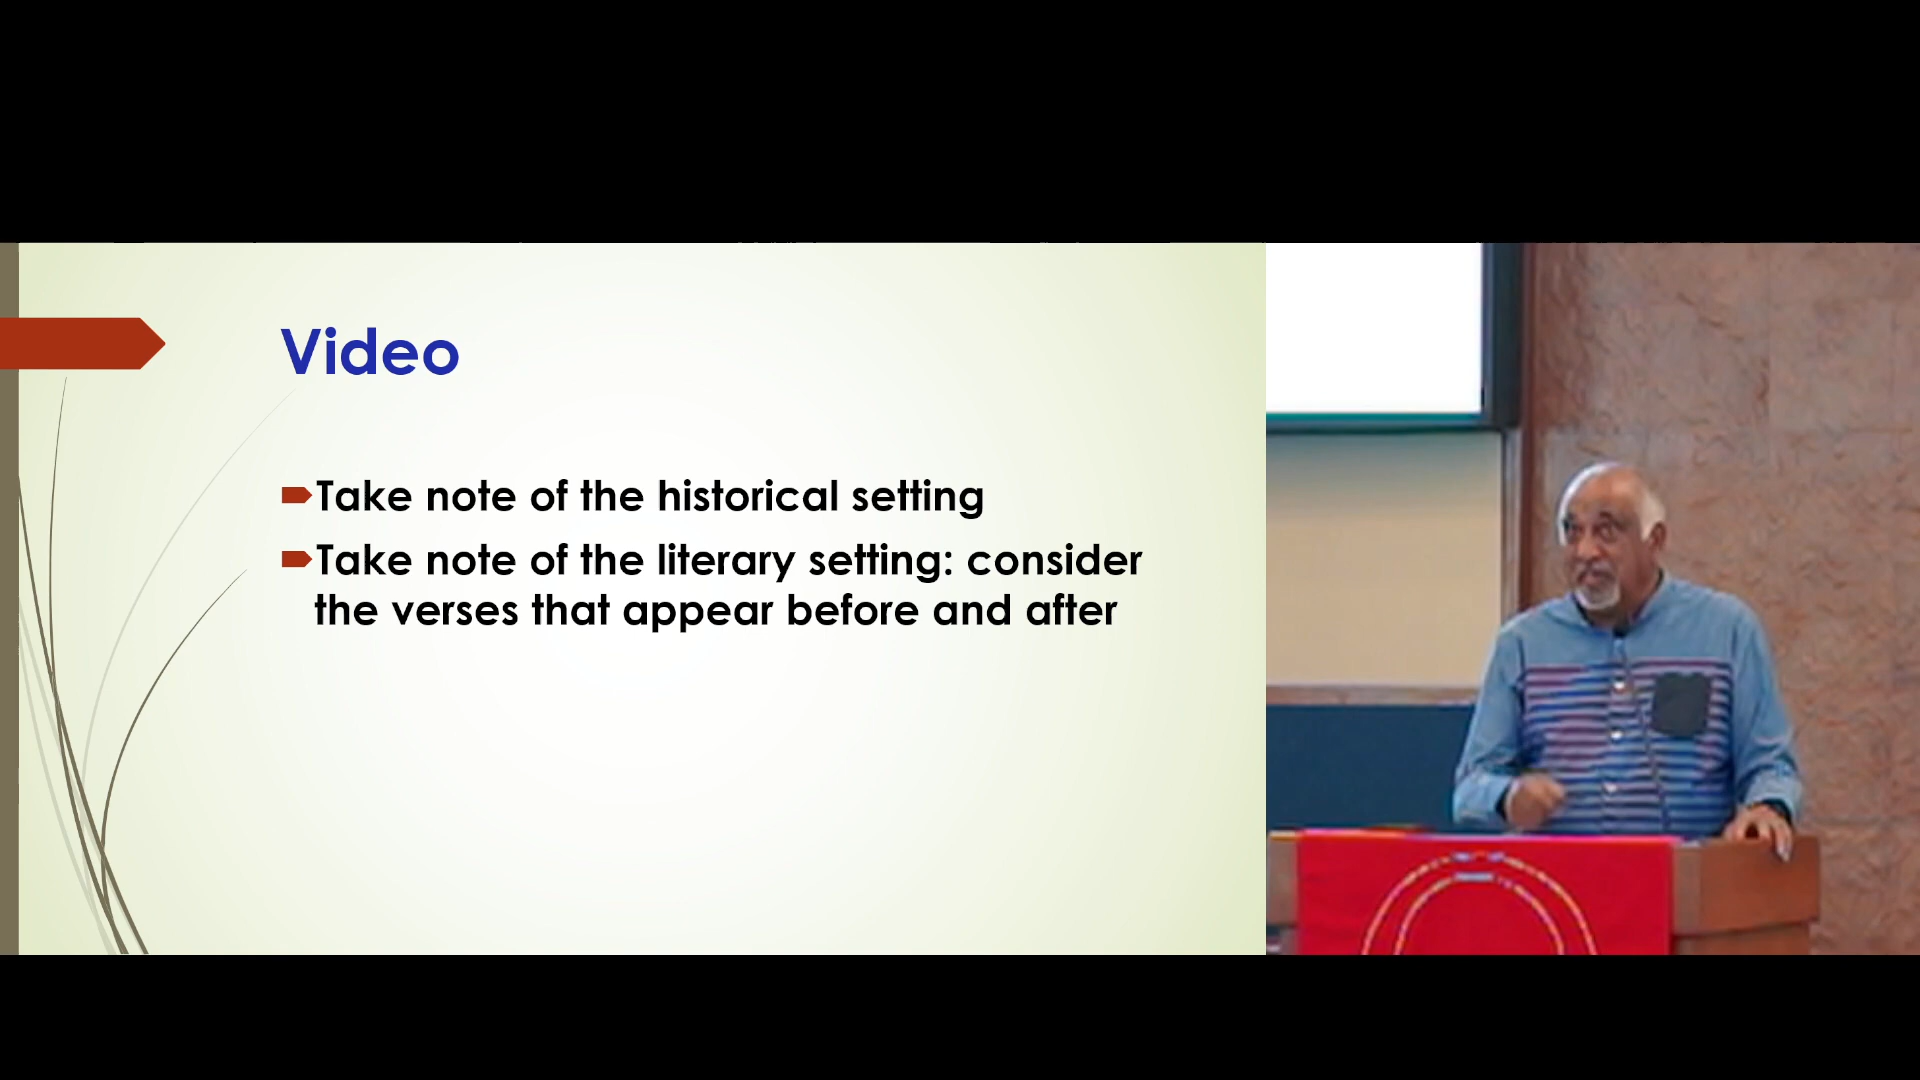 Video
Take note of the historical setting
Take note of the literary setting: consider
the verses that appear before and after